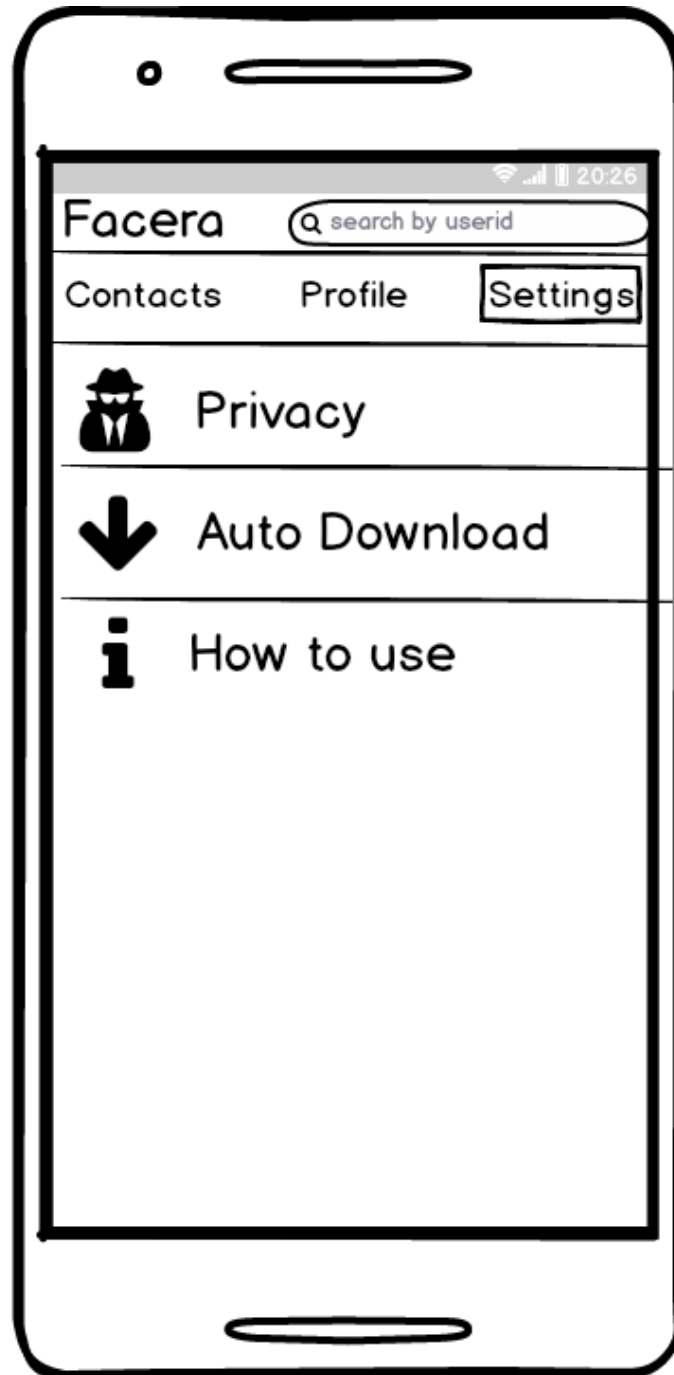 20:26
Facera search by userid
Contacts Profile Settings
Privacy
Auto Download
How to use